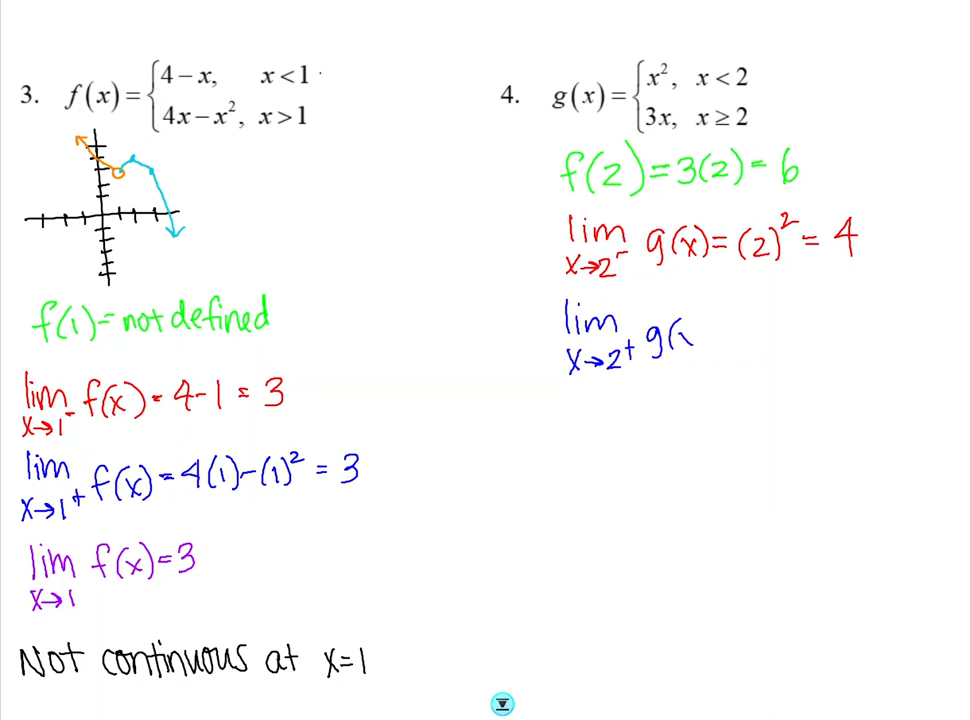 3. f(x) = { 4 − x, x < 1
4x − x², x > 1
f(1) = not defined
lim x→1⁻ f(x) = 4 - 1 = 3
lim x→1⁺ f(x) = 4(1) - (1)² = 3
lim x→1 f(x) = 3
Not continuous at x = 1
4. g(x) = { x², x < 2
3x, x ≥ 2
f(2) = 3(2) = 6
lim x→2⁻ g(x) = (2)² = 4
lim x→2⁺ g(